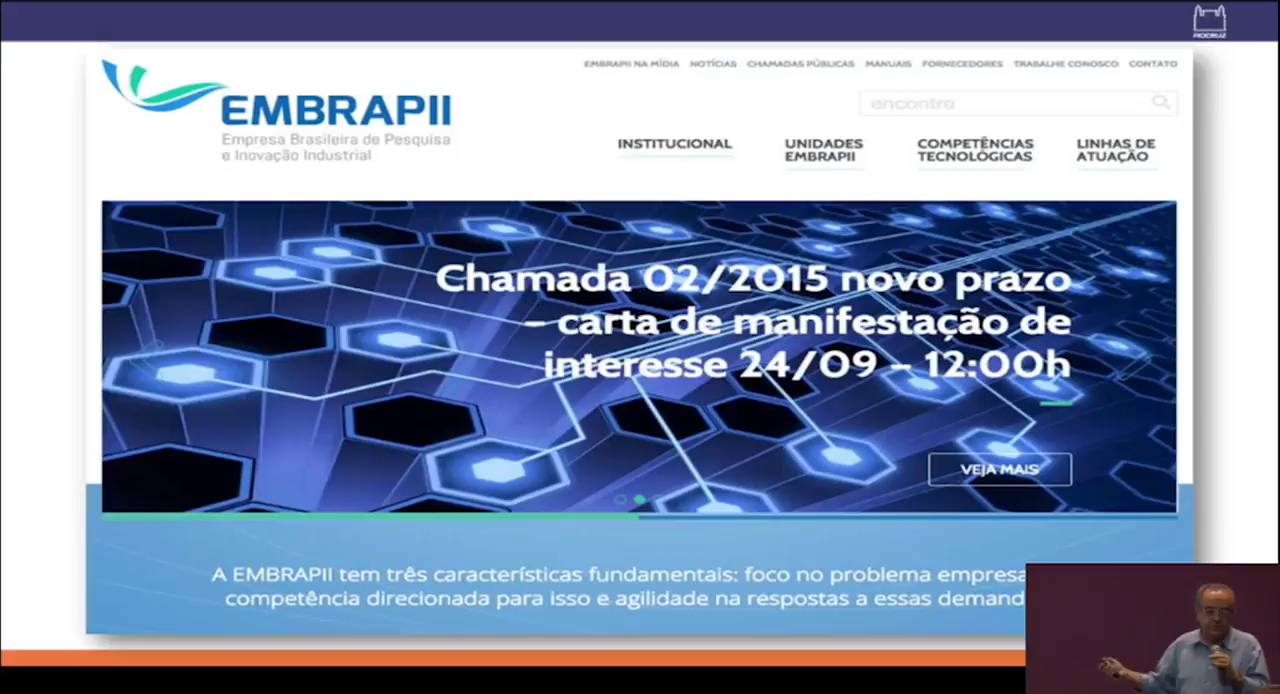 FIOCRUZ
EMBRAPII NA MÍDIA NOTÍCIAS CHAMADAS PÚBLICAS MANUAIS FORNECEDORES TRABALHE CONOSCO CONTATO
encontre
EMBRAPII
Empresa Brasileira de Pesquisa
e Inovação Industrial
INSTITUCIONAL
UNIDADES
EMBRAPII
COMPETÊNCIAS
TECNOLÓGICAS
LINHAS DE
ATUAÇÃO
Chamada 02/2015 novo prazo
– carta de manifestação de
interesse 24/09 – 12:00h
VEJA MAIS
A EMBRAPII tem três características fundamentais: foco no problema empresa
competência direcionada para isso e agilidade na respostas a essas demand